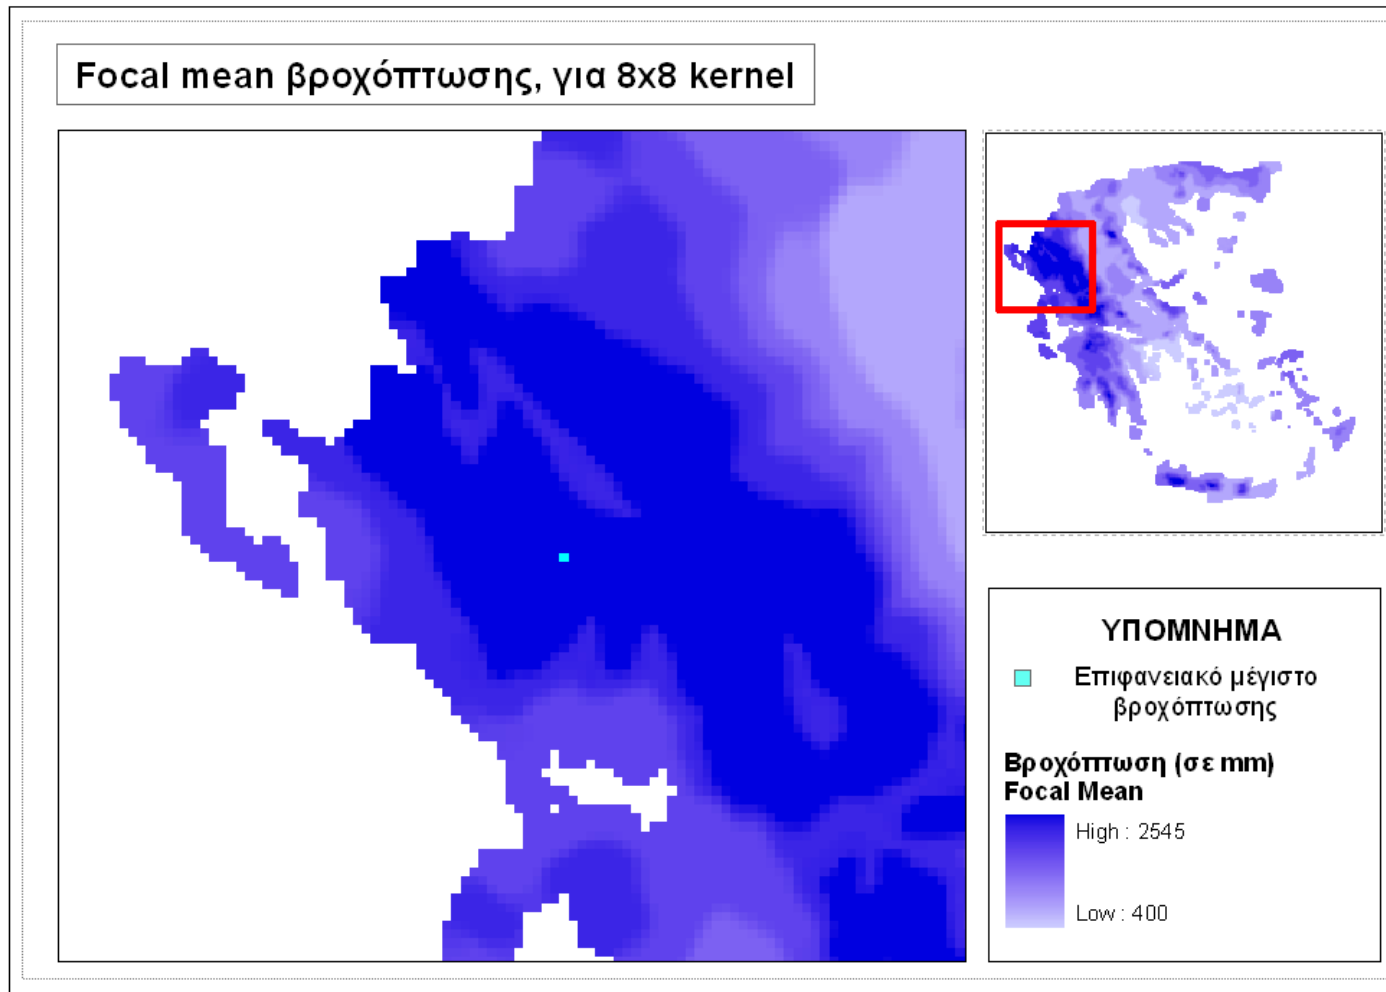 Focal mean βροχόπτωσης, για 8x8 kernel
ΥΠΟΜΝΗΜΑ
Επιφανειακό μέγιστο
βροχόπτωσης
Βροχόπτωση (σε mm)
Focal Mean
High : 2545
Low : 400